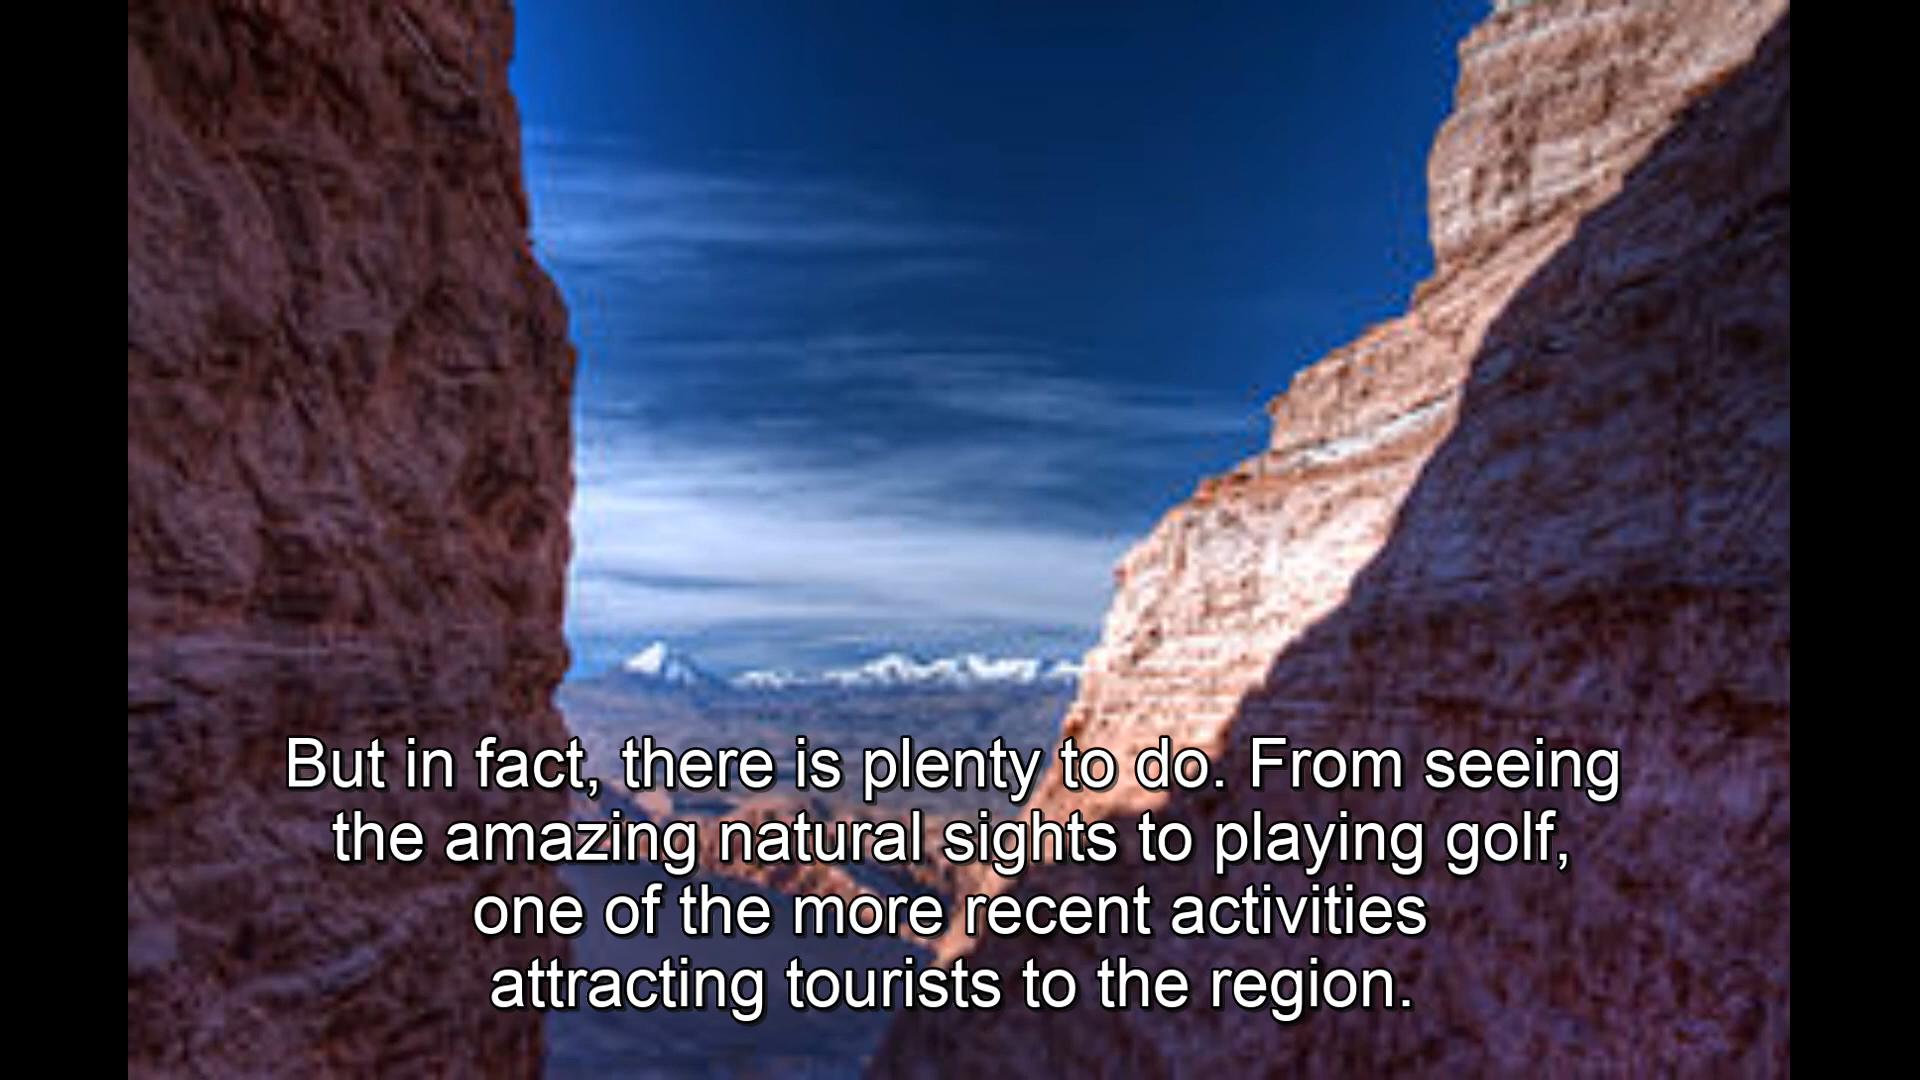 But in fact, there is plenty to do. From seeing
the amazing natural sights to playing golf,
one of the more recent activities
attracting tourists to the region.